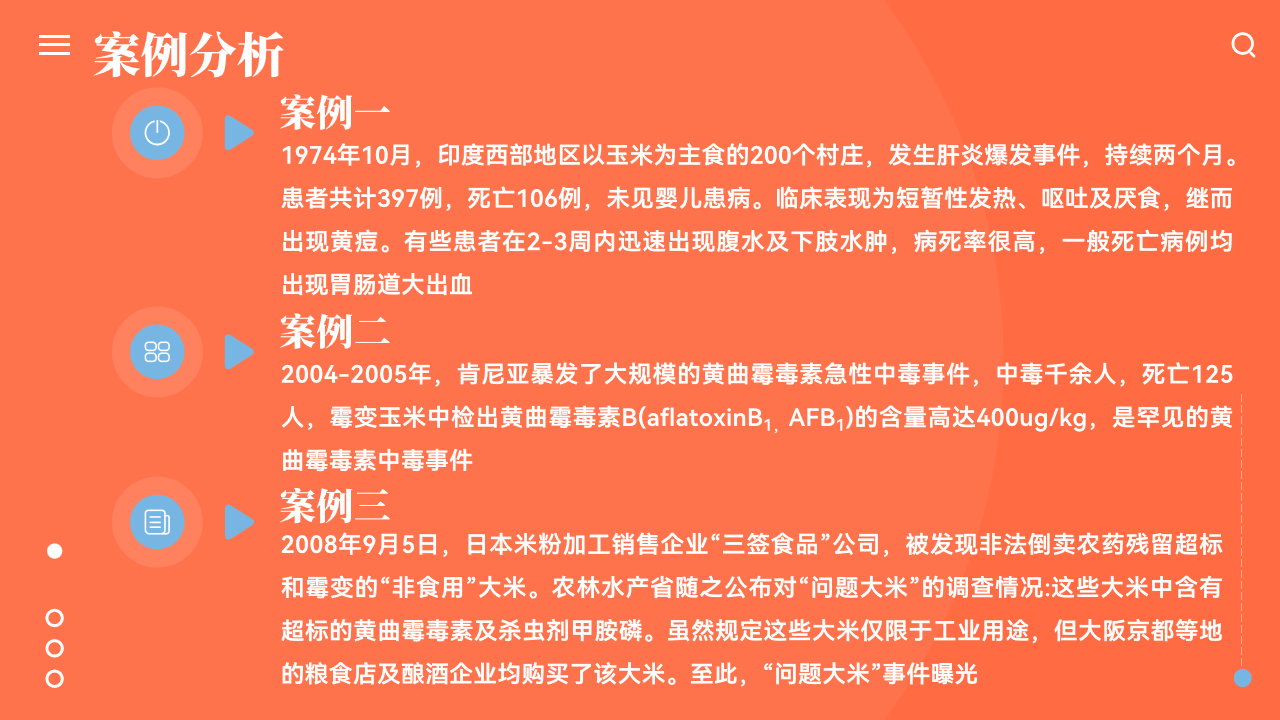 案例分析
案例一
1974年10月，印度西部地区以玉米为主食的200个村庄，发生肝炎爆发事件，持续两个月。
患者共计397例，死亡106例，未见婴儿患病。临床表现为短暂性发热、呕吐及厌食，继而
出现黄痘。有些患者在2-3周内迅速出现腹水及下肢水肿，病死率很高，一般死亡病例均
出现胃肠道大出血
案例二
2004-2005年，肯尼亚暴发了大规模的黄曲霉毒素急性中毒事件，中毒千余人，死亡125
人，霉变玉米中检出黄曲霉毒素B(aflatoxinB1，AFB1)的含量高达400ug/kg，是罕见的黄
曲霉毒素中毒事件
案例三
2008年9月5日，日本米粉加工销售企业“三签食品”公司，被发现非法倒卖农药残留超标
和霉变的“非食用”大米。农林水产省随之公布对“问题大米”的调查情况:这些大米中含有
超标的黄曲霉毒素及杀虫剂甲胺磷。虽然规定这些大米仅限于工业用途，但大阪京都等地
的粮食店及酿酒企业均购买了该大米。至此，“问题大米”事件曝光